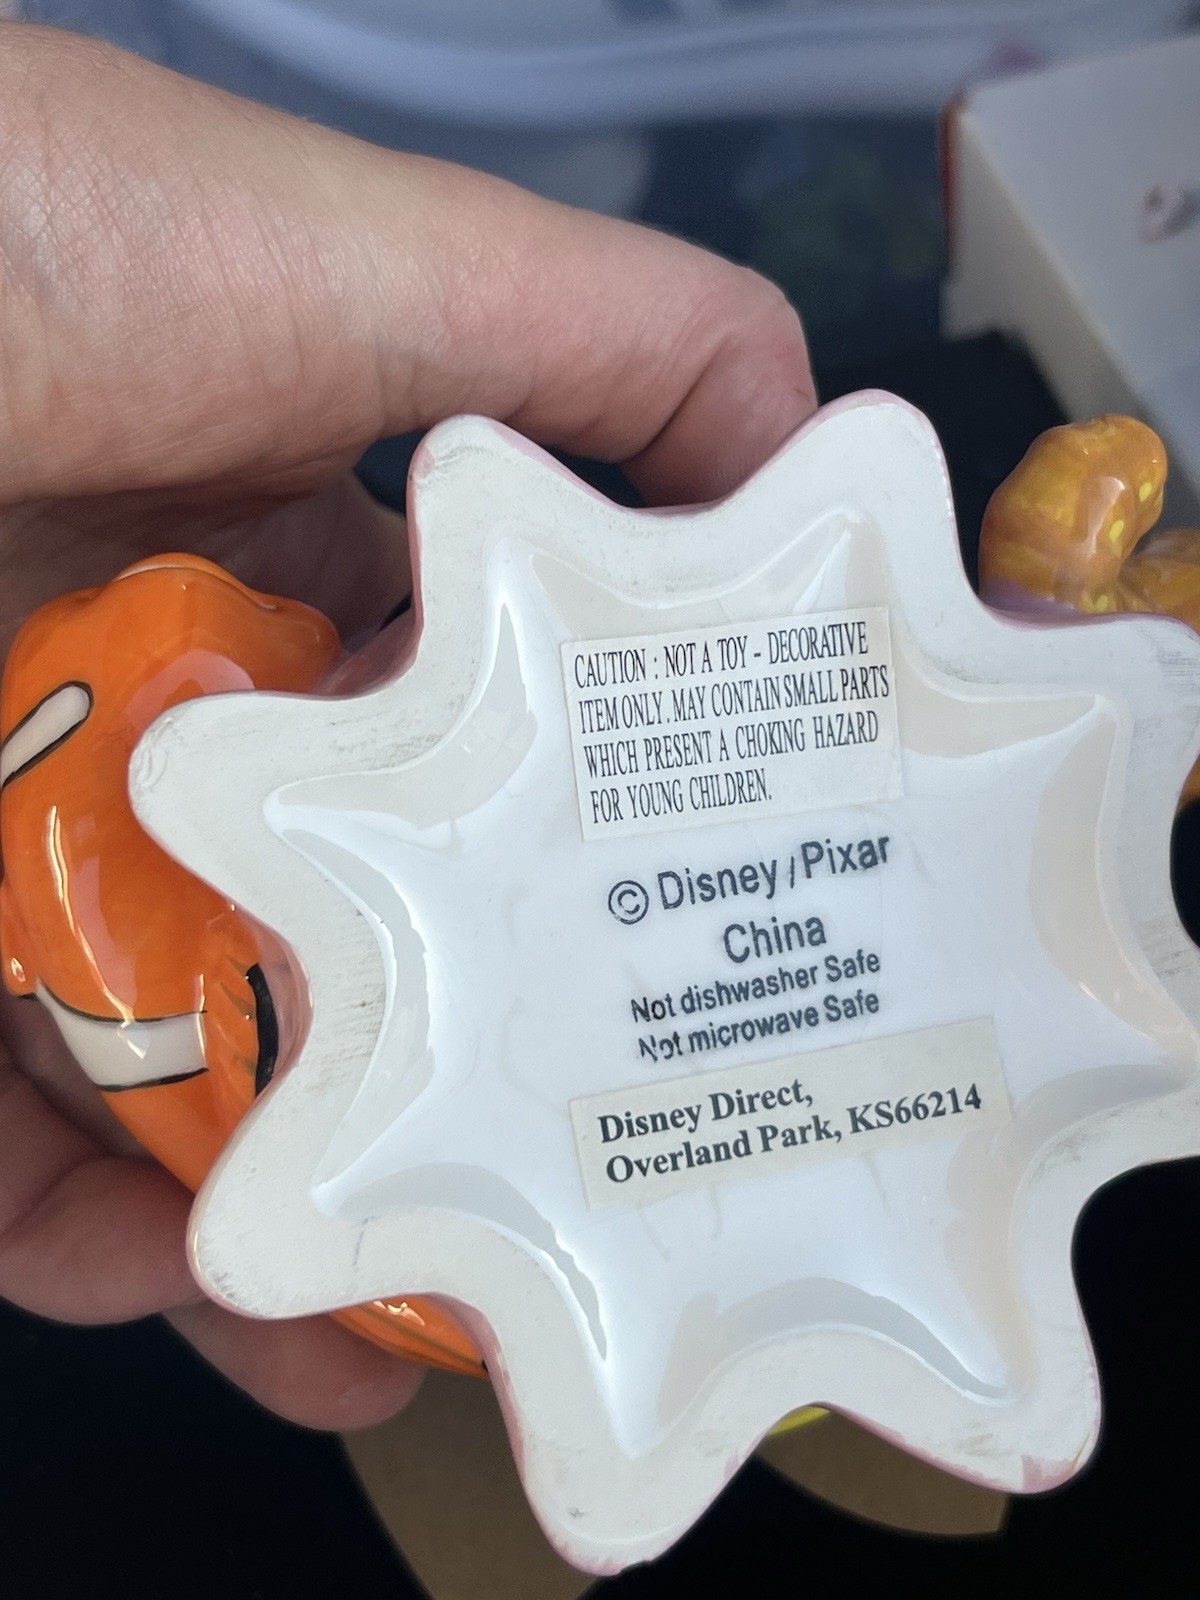 CAUTION : NOT A TOY - DECORATIVE
ITEM ONLY. MAY CONTAIN SMALL PARTS
WHICH PRESENT A CHOKING HAZARD
FOR YOUNG CHILDREN.
© Disney / Pixar
China
Not dishwasher Safe
Not microwave Safe
Disney Direct,
Overland Park, KS66214